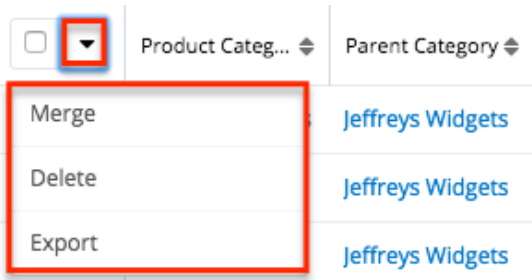 Product Categ... Parent Category
Merge Jeffreys Widgets
Delete Jeffreys Widgets
Export Jeffreys Widgets